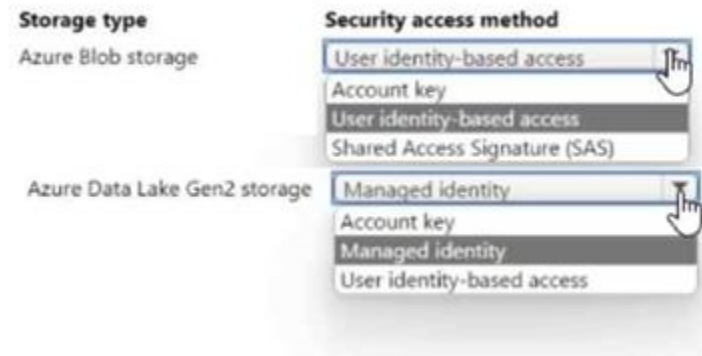 Storage type Security access method
Azure Blob storage User identity-based access
Account key
User identity-based access
Shared Access Signature (SAS)
Azure Data Lake Gen2 storage Managed identity
Account key
Managed identity
User identity-based access